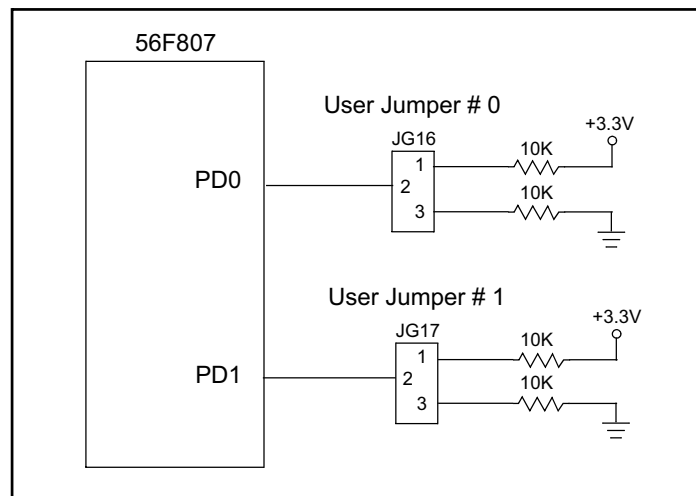 56F807
User Jumper # 0
JG16
+3.3V
1
10K
PD0
2
10K
3
User Jumper # 1
JG17
+3.3V
1
10K
PD1
2
10K
3